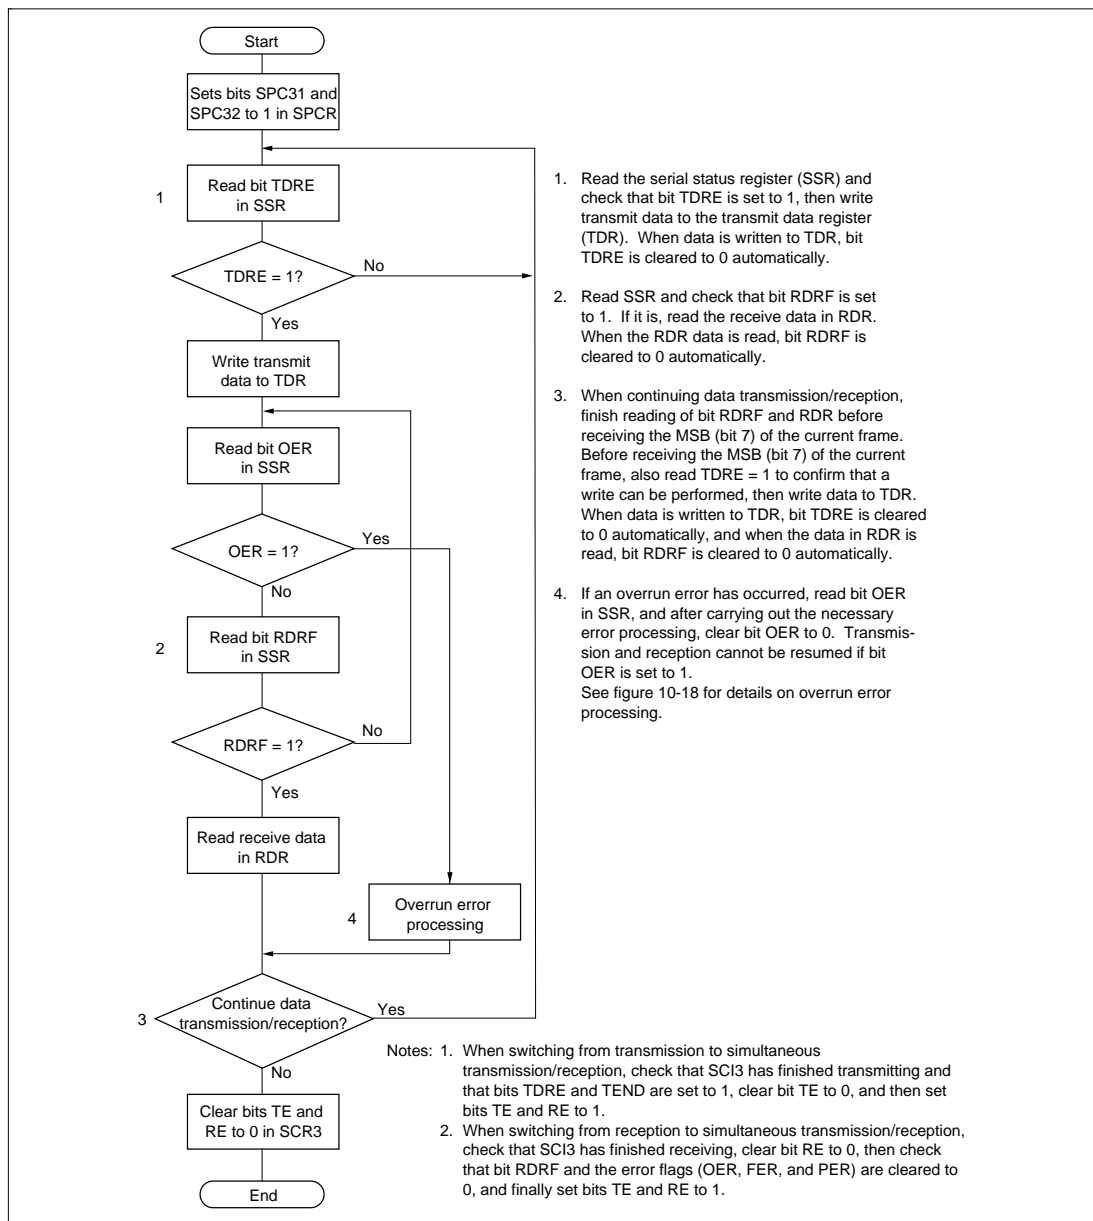 Start
Sets bits SPC31 and
SPC32 to 1 in SPCR
1
Read bit TDRE
in SSR
TDRE = 1?
No
Yes
Write transmit
data to TDR
Read bit OER
in SSR
OER = 1?
Yes
No
2
Read bit RDRF
in SSR
RDRF = 1?
No
Yes
Read receive data
in RDR
4
Overrun error
processing
3
Continue data
transmission/reception?
Yes
No
Clear bits TE and
RE to 0 in SCR3
End
1. Read the serial status register (SSR) and
check that bit TDRE is set to 1, then write
transmit data to the transmit data register
(TDR). When data is written to TDR, bit
TDRE is cleared to 0 automatically.
2. Read SSR and check that bit RDRF is set
to 1. If it is, read the receive data in RDR.
When the RDR data is read, bit RDRF is
cleared to 0 automatically.
3. When continuing data transmission/reception,
finish reading of bit RDRF and RDR before
receiving the MSB (bit 7) of the current frame.
Before receiving the MSB (bit 7) of the current
frame, also read TDRE = 1 to confirm that a
write can be performed, then write data to TDR.
When data is written to TDR, bit TDRE is cleared
to 0 automatically, and when the data in RDR is
read, bit RDRF is cleared to 0 automatically.
4. If an overrun error has occurred, read bit OER
in SSR, and after carrying out the necessary
error processing, clear bit OER to 0. Transmis-
sion and reception cannot be resumed if bit
OER is set to 1.
See figure 10-18 for details on overrun error
processing.
Notes: 1. When switching from transmission to simultaneous
transmission/reception, check that SCI3 has finished transmitting and
that bits TDRE and TEND are set to 1, clear bit TE to 0, and then set
bits TE and RE to 1.
2. When switching from reception to simultaneous transmission/reception,
check that SCI3 has finished receiving, clear bit RE to 0, then check
that bit RDRF and the error flags (OER, FER, and PER) are cleared to
0, and finally set bits TE and RE to 1.